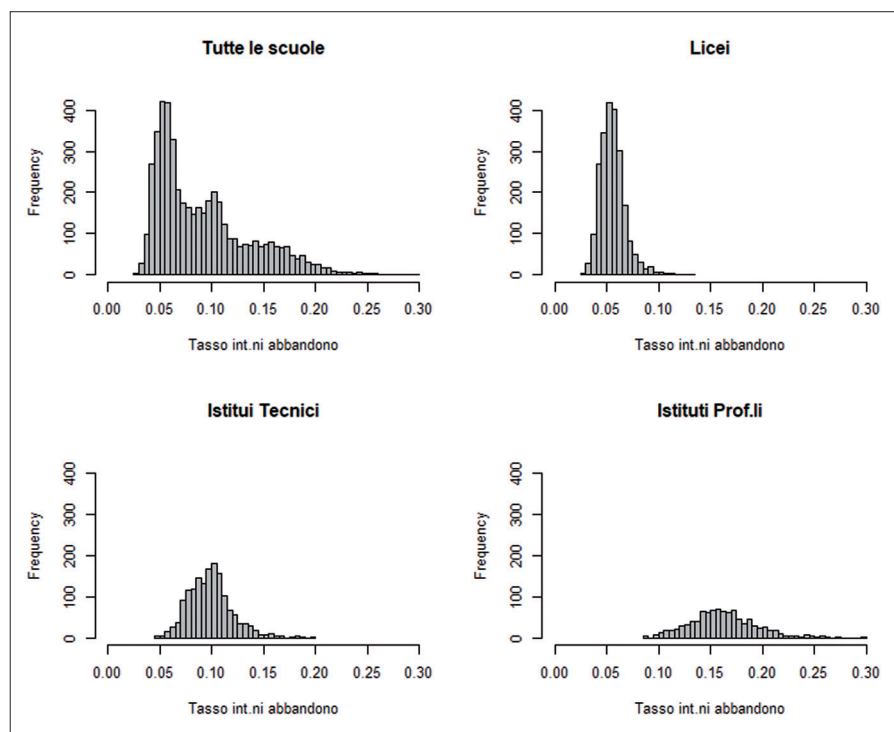 Tutte le scuole
Frequency
400
300
200
100
0
0.00 0.05 0.10 0.15 0.20 0.25 0.30
Tasso int.ni abbandono
Licei
Frequency
400
300
200
100
0
0.00 0.05 0.10 0.15 0.20 0.25 0.30
Tasso int.ni abbandono
Istitui Tecnici
Frequency
400
300
200
100
0
0.00 0.05 0.10 0.15 0.20 0.25 0.30
Tasso int.ni abbandono
Istituti Prof.li
Frequency
400
300
200
100
0
0.00 0.05 0.10 0.15 0.20 0.25 0.30
Tasso int.ni abbandono